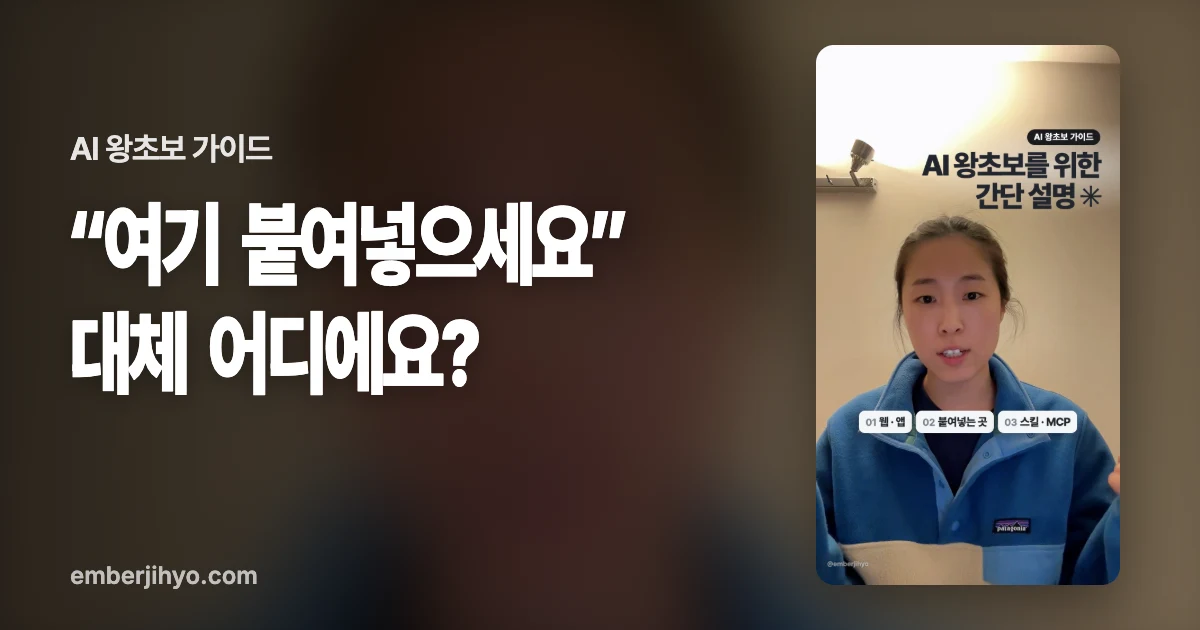 AI 왕초보 가이드
“여기 붙여넣으세요”
대체 어디에요?
emberjihyo.com
AI 왕초보 가이드
AI 왕초보를 위한
간단 설명
01 웹 · 앱
02 붙여넣는 곳
03 스킬 · MCP
patagonia
@emberjihyo